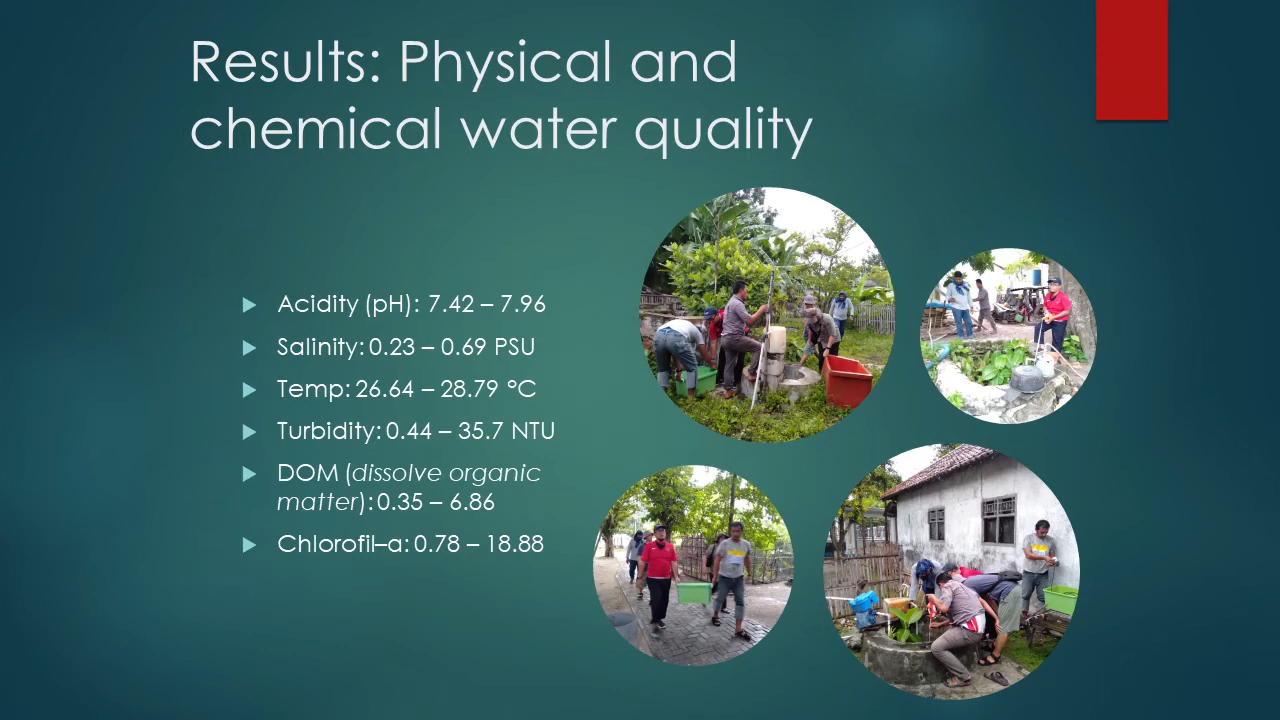 Results: Physical and
chemical water quality
Acidity (pH): 7.42 – 7.96
Salinity: 0.23 – 0.69 PSU
Temp: 26.64 – 28.79 °C
Turbidity: 0.44 – 35.7 NTU
DOM (dissolve organic
matter): 0.35 – 6.86
Chlorofil–a: 0.78 – 18.88